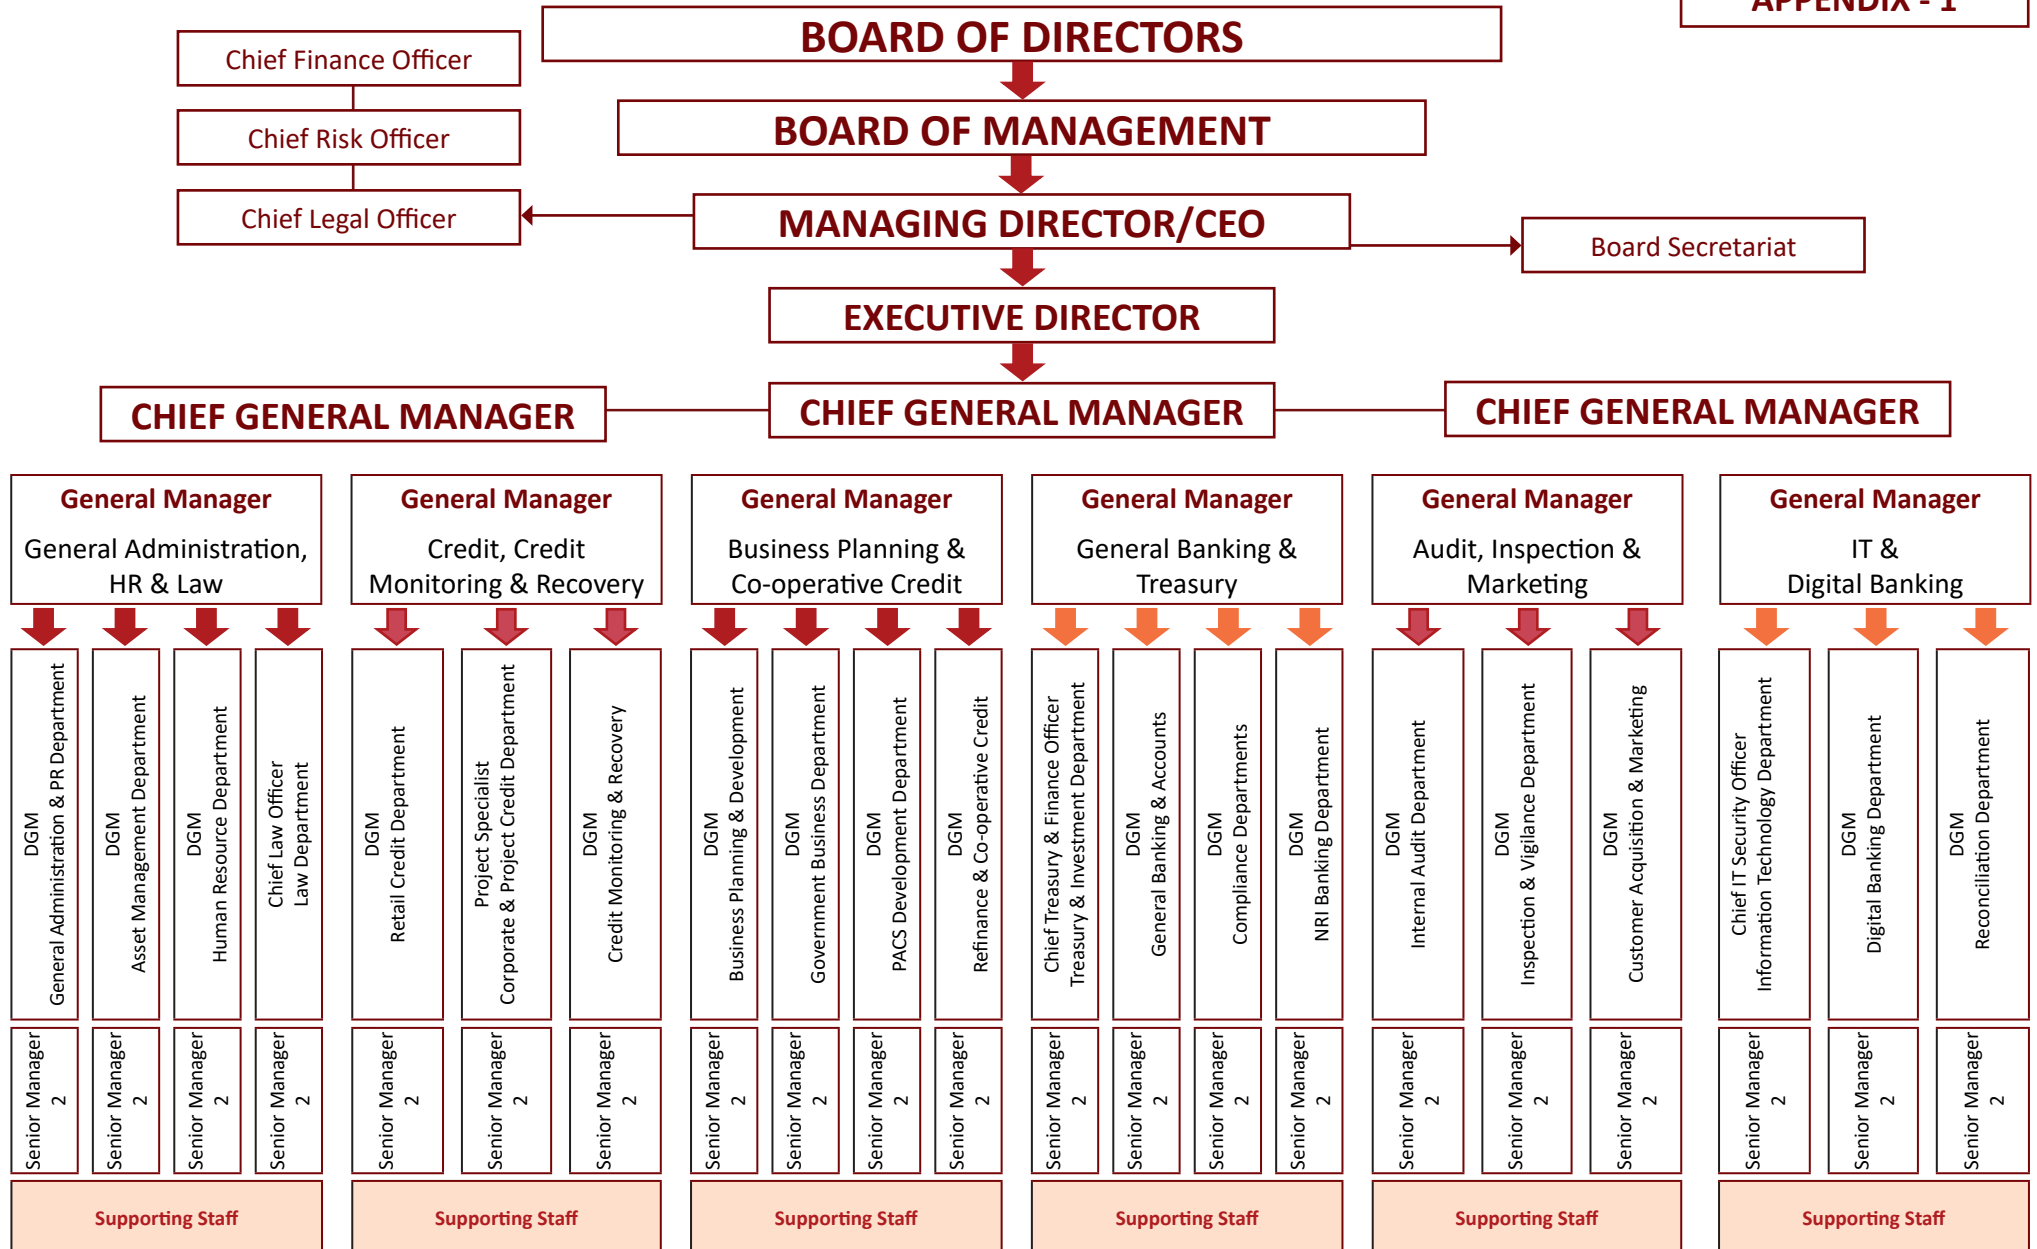 APPENDIX - 1
BOARD OF DIRECTORS
Chief Finance Officer
BOARD OF MANAGEMENT
Chief Risk Officer
MANAGING DIRECTOR/CEO
Chief Legal Officer
Board Secretariat
EXECUTIVE DIRECTOR
CHIEF GENERAL MANAGER
CHIEF GENERAL MANAGER
CHIEF GENERAL MANAGER
General Manager
General Administration,
HR & Law
General Manager
Credit, Credit
Monitoring & Recovery
General Manager
Business Planning &
Co-operative Credit
General Manager
General Banking &
Treasury
General Manager
Audit, Inspection &
Marketing
General Manager
IT &
Digital Banking
DGM
General Administration & PR Department
DGM
Asset Management Department
DGM
Human Resource Department
Chief Law Officer
Law Department
DGM
Retail Credit Department
Project Specialist
Corporate & Project Credit Department
DGM
Credit Monitoring & Recovery
DGM
Business Planning & Development
DGM
Government Business Department
DGM
PACS Development Department
DGM
Refinance & Co-operative Credit
Chief Treasury & Finance Officer
Treasury & Investment Department
DGM
General Banking & Accounts
DGM
Compliance Departments
DGM
NRI Banking Department
DGM
Internal Audit Department
DGM
Inspection & Vigilance Department
DGM
Customer Acquisition & Marketing
Chief IT Security Officer
Information Technology Department
DGM
Digital Banking Department
DGM
Reconciliation Department
Senior Manager
2
Senior Manager
2
Senior Manager
2
Senior Manager
2
Senior Manager
2
Senior Manager
2
Senior Manager
2
Senior Manager
2
Senior Manager
2
Senior Manager
2
Senior Manager
2
Senior Manager
2
Senior Manager
2
Senior Manager
2
Senior Manager
2
Senior Manager
2
Senior Manager
2
Senior Manager
2
Senior Manager
2
Senior Manager
2
Senior Manager
2
Supporting Staff
Supporting Staff
Supporting Staff
Supporting Staff
Supporting Staff
Supporting Staff